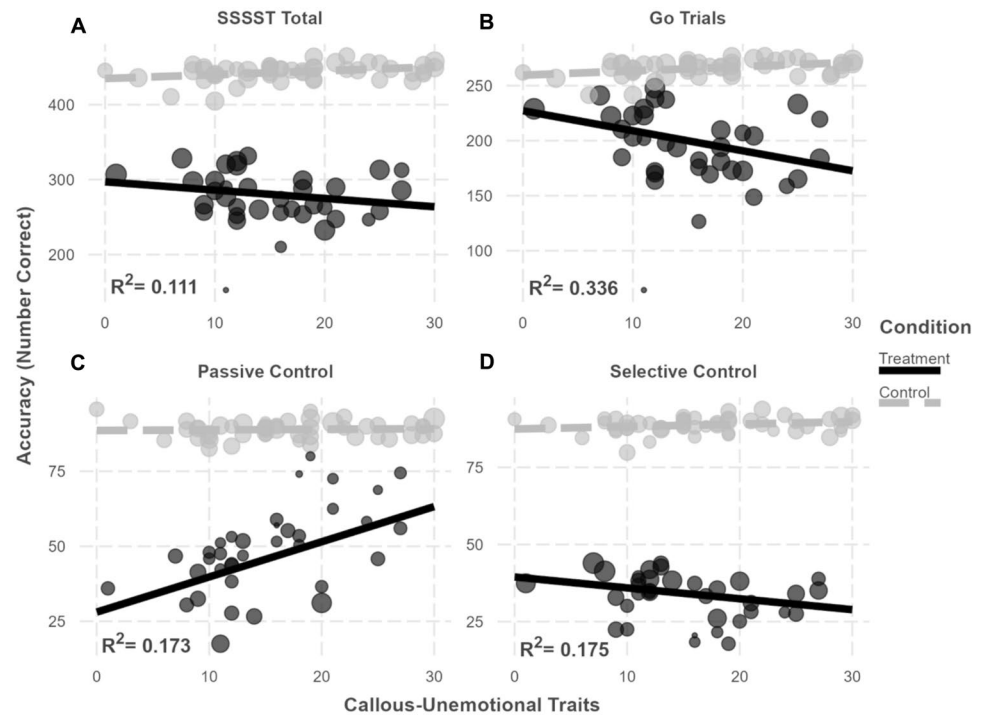 A
SSSST Total
B
Go Trials
400
300
200
R2= 0.111
0
10
20
30
250
200
150
100
R2= 0.336
0
10
20
30
Accuracy (Number Correct)
C
Passive Control
D
Selective Control
75
50
25
R2= 0.173
0
10
20
30
75
50
25
R2= 0.175
0
10
20
30
Callous-Unemotional Traits
Condition
Treatment
Control